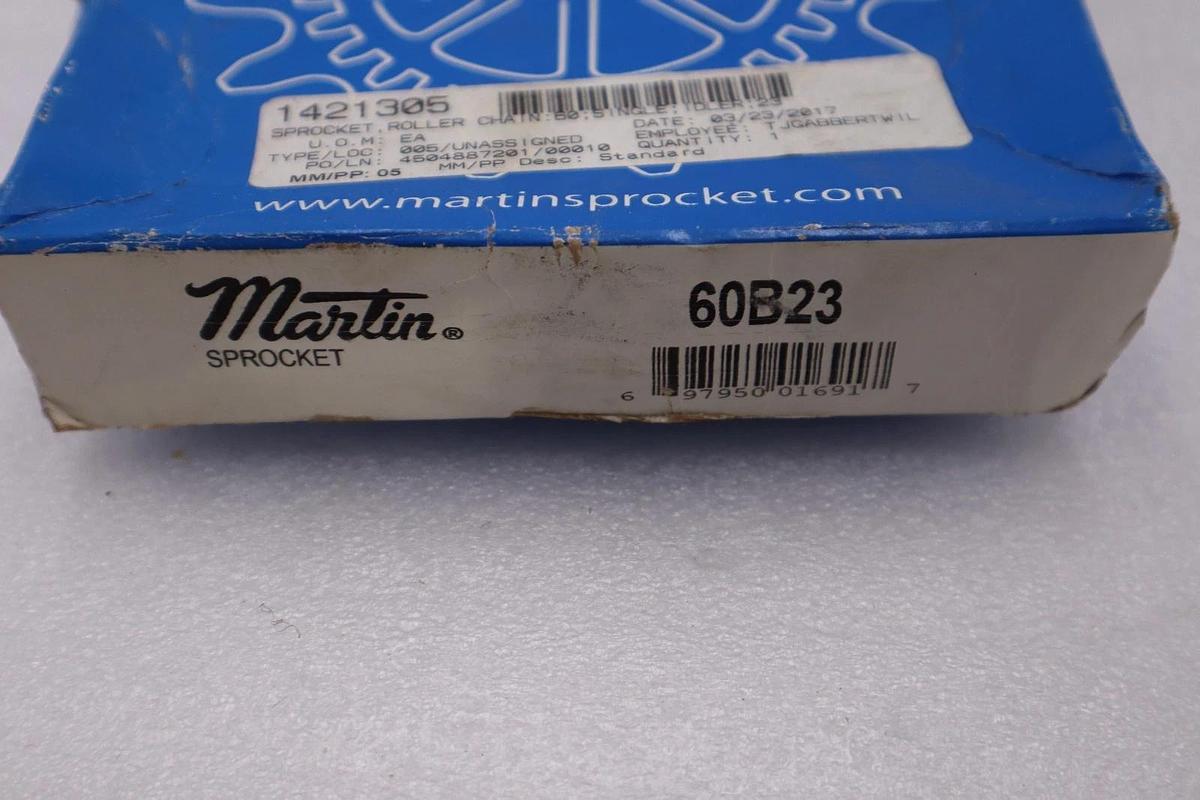 1421305
SPROCKET, ROLLER CHAIN:60;SINGLE;IDLER;23
U.O.M: EA DATE: 03/23/2017
TYPE/LOC: 005/UNASSIGNED EMPLOYEE: TJGABBERTWIL
PO/LN: 4504887201/00010 QUANTITY: 1
MM/PP: 05 MM/PP Desc: Standard
www.martinsprocket.com
Martin®
SPROCKET
60B23
6 97950 01691 7